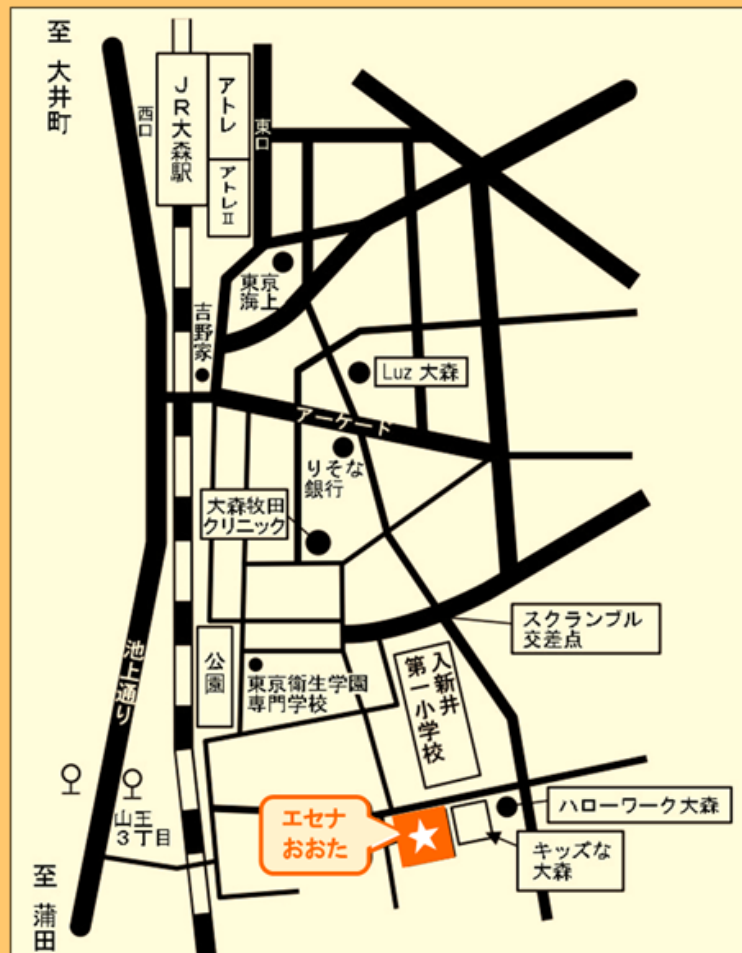 至 大井町
西口
JR大森駅
アトレ
アトレⅡ
東口
東京
海上
吉野家
Luz 大森
アーケード
りそな
銀行
大森牧田
クリニック
スクランブル
交差点
池上通り
公園
東京衛生学園
専門学校
入新井
第一小学校
山王
3丁目
エセナ
おおた
ハローワーク大森
キッズな
大森
至 蒲田